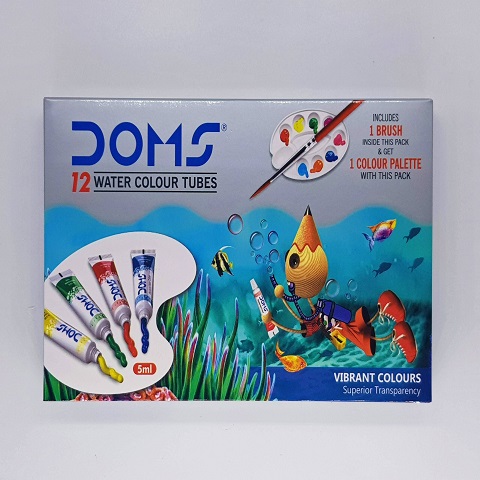 DOMS®
12 WATER COLOUR TUBES
INCLUDES
1 BRUSH
INSIDE THIS PACK
& GET
1 COLOUR PALETTE
WITH THIS PACK
DOMS
DOMS
DOMS
DOMS
5ml
VIBRANT COLOURS
Superior Transparency